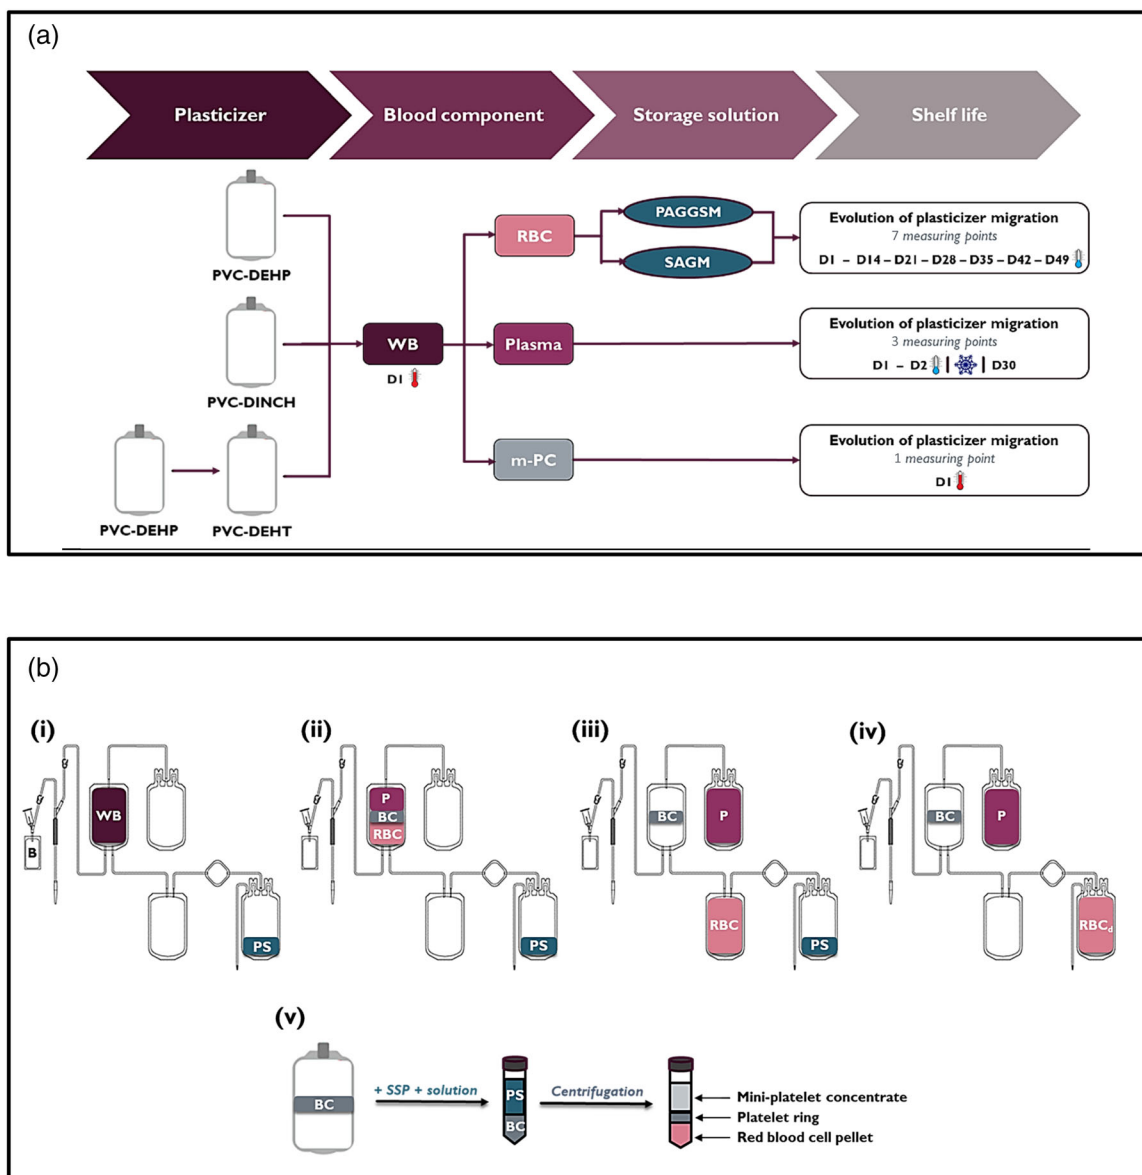 (a)
Plasticizer
Blood component
Storage solution
Shelf life
PVC-DEHP
PVC-DINCH
PVC-DEHP
PVC-DEHT
WB
D1
RBC
Plasma
m-PC
PAGGSM
SAGM
Evolution of plasticizer migration
7 measuring points
D1 – D14 – D21 – D28 – D35 – D42 – D49
Evolution of plasticizer migration
3 measuring points
D1 – D2 | | D30
Evolution of plasticizer migration
1 measuring point
D1
(b)
(i)
B
WB
PS
(ii)
P
BC
RBC
PS
(iii)
BC
P
RBC
PS
(iv)
BC
P
RBCd
(v)
BC
+ SSP + solution
PS
BC
Centrifugation
Mini-platelet concentrate
Platelet ring
Red blood cell pellet